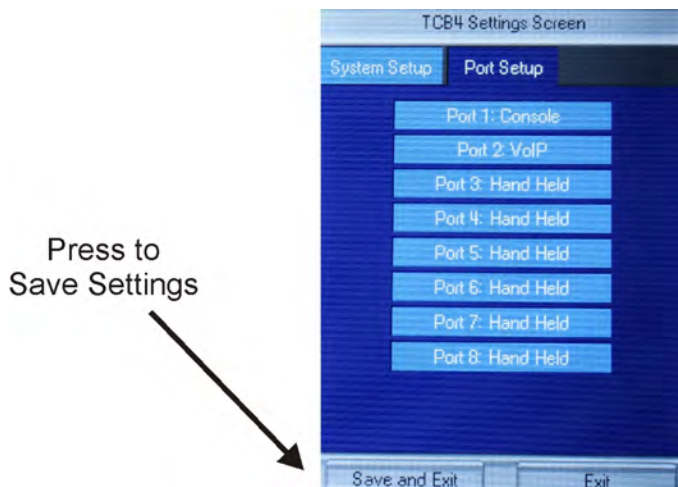 TCB4 Settings Screen
System Setup Port Setup
Port 1: Console
Port 2: VoIP
Port 3: Hand Held
Port 4: Hand Held
Port 5: Hand Held
Port 6: Hand Held
Port 7: Hand Held
Port 8: Hand Held
Press to
Save Settings
Save and Exit Exit